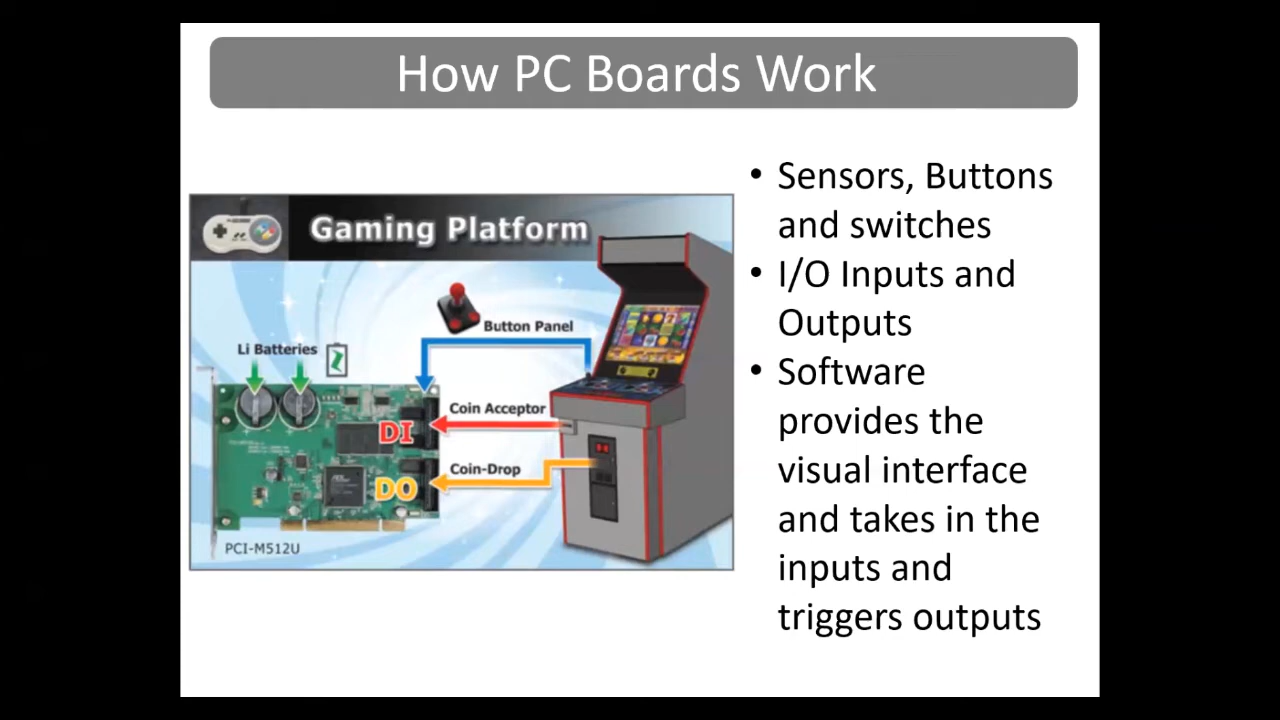 How PC Boards Work
Gaming Platform
Button Panel
Li Batteries
Coin Acceptor
DI
Coin-Drop
DO
PCI-M512U
• Sensors, Buttons
and switches
• I/O Inputs and
Outputs
• Software
provides the
visual interface
and takes in the
inputs and
triggers outputs